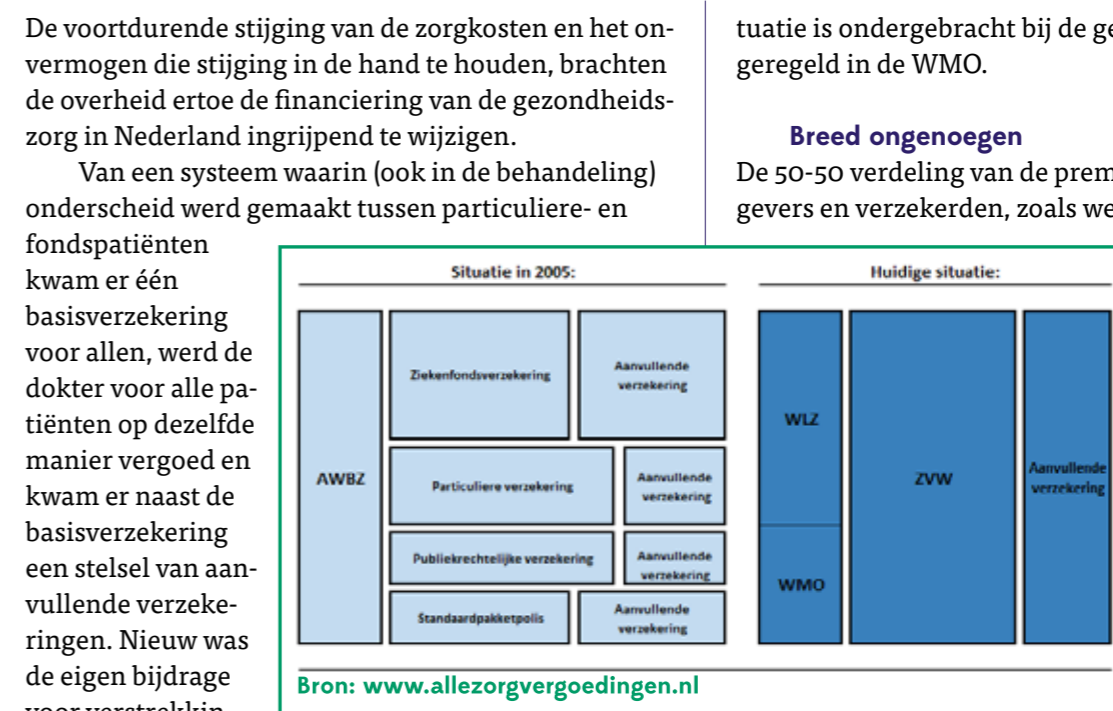 De voortdurende stijging van de zorgkosten en het on-
vermogen die stijging in de hand te houden, brachten
de overheid ertoe de financiering van de gezondheids-
zorg in Nederland ingrijpend te wijzigen.
Van een systeem waarin (ook in de behandeling)
onderscheid werd gemaakt tussen particuliere- en
fondspatiënten
kwam er één
basisverzekering
voor allen, werd de
dokter voor alle pa-
tiënten op dezelfde
manier vergoed en
kwam er naast de
basisverzekering
een stelsel van aan-
vullende verzeke-
ringen. Nieuw was
de eigen bijdrage
voor verstrekkin
tuatie is ondergebracht bij de ge
geregeld in de WMO.
Breed ongenoegen
De 50-50 verdeling van de prem
gevers en verzekerden, zoals we
Situatie in 2005:
AWBZ
Ziekenfondsverzekering
Aanvullende
verzekering
Particuliere verzekering
Aanvullende
verzekering
Publiekrechtelijke verzekering
Aanvullende
verzekering
Standaardpakketpolis
Aanvullende
verzekering
Huidige situatie:
WLZ
WMO
ZVW
Aanvullende
verzekering
Bron: www.allezorgvergoedingen.nl